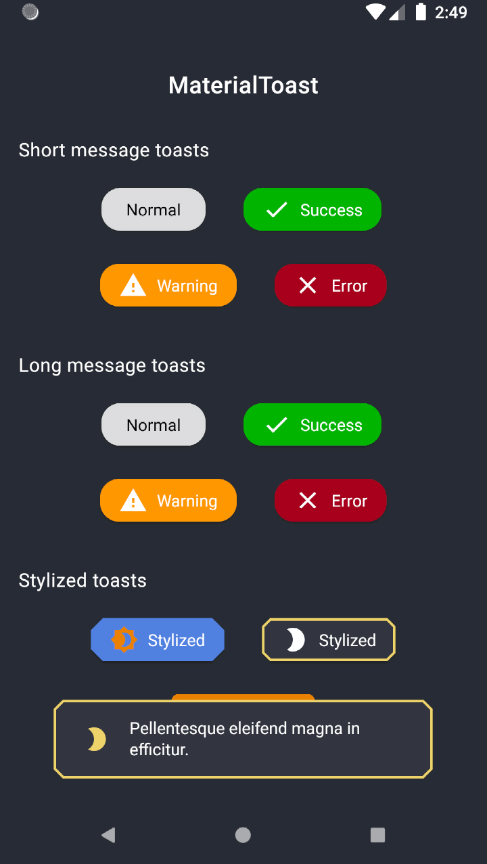 2:49
MaterialToast
Short message toasts
Normal
Success
Warning
Error
Long message toasts
Normal
Success
Warning
Error
Stylized toasts
Stylized
Stylized
Pellentesque eleifend magna in
efficitur.